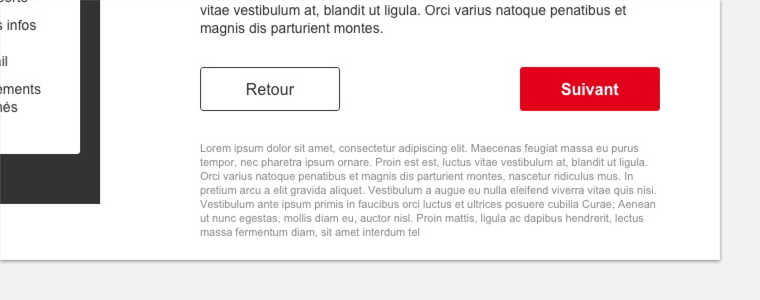 infos
vitae vestibulum at, blandit ut ligula. Orci varius natoque penatibus et
magnis dis parturient montes.
Retour
Suivant
Lorem ipsum dolor sit amet, consectetur adipiscing elit. Maecenas feugiat massa eu purus
tempor, nec pharetra ipsum ornare. Proin est est, luctus vitae vestibulum at, blandit ut ligula.
Orci varius natoque penatibus et magnis dis parturient montes, nascetur ridiculus mus. In
pretium arcu a elit gravida aliquet. Vestibulum a augue eu nulla eleifend viverra vitae quis nisi.
Vestibulum ante ipsum primis in faucibus orci luctus et ultrices posuere cubilia Curae; Aenean
ut nunc egestas, mollis diam eu, auctor nisl. Proin mattis, ligula ac dapibus hendrerit, lectus
massa fermentum diam, sit amet interdum tel